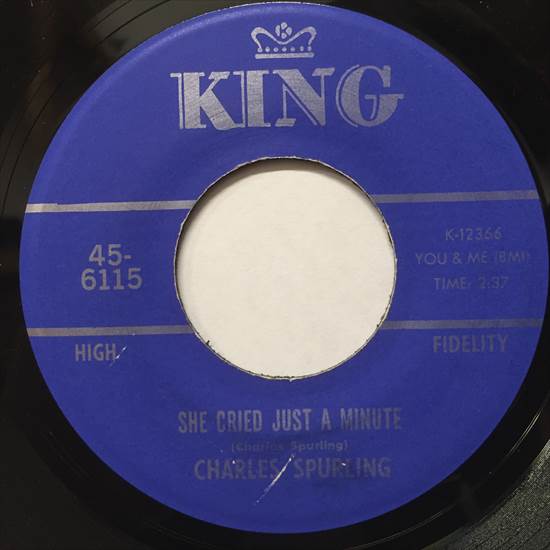 KING
45-
6115
K-12366
YOU & ME (BMI)
TIME: 2:37
HIGH
FIDELITY
SHE CRIED JUST A MINUTE
(Charles Spurling)
CHARLES SPURLING